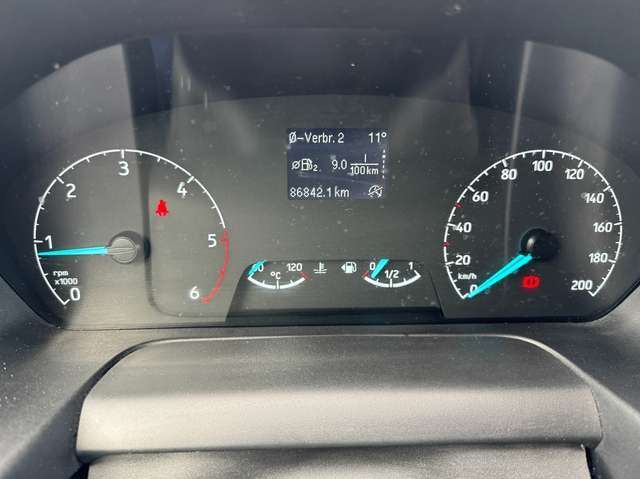 Ø-Verbr. 2 11°
Ø 2. 9.0 l/100km
86842.1 km
0 1 2 3 4 5 6
rpm
x1000
60 120
°C
0 1/2 1
0 20 40 60 80 100 120 140 160 180 200
km/h